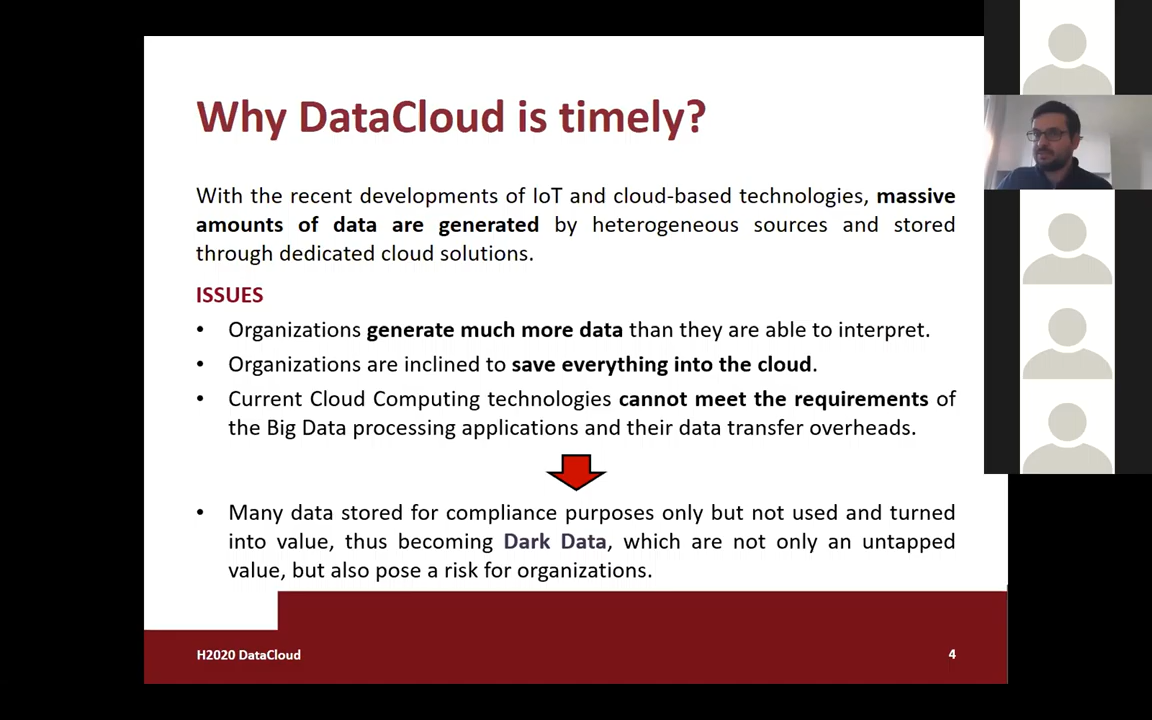 Why DataCloud is timely?
With the recent developments of IoT and cloud-based technologies, massive
amounts of data are generated by heterogeneous sources and stored
through dedicated cloud solutions.
ISSUES
• Organizations generate much more data than they are able to interpret.
• Organizations are inclined to save everything into the cloud.
• Current Cloud Computing technologies cannot meet the requirements of
the Big Data processing applications and their data transfer overheads.
• Many data stored for compliance purposes only but not used and turned
into value, thus becoming Dark Data, which are not only an untapped
value, but also pose a risk for organizations.
H2020 DataCloud
4